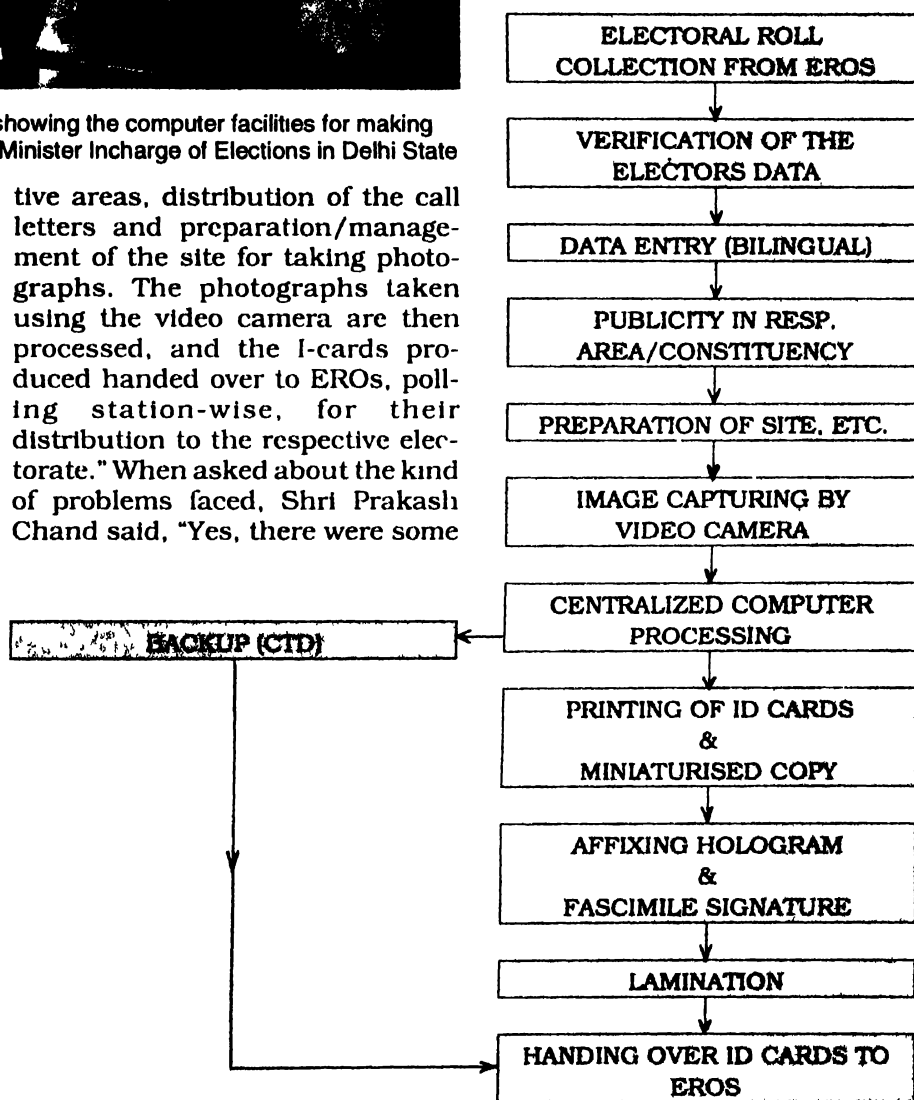 showing the computer facilities for making
Minister Incharge of Elections in Delhi State
tive areas, distribution of the call
letters and preparation/manage-
ment of the site for taking photo-
graphs. The photographs taken
using the video camera are then
processed, and the I-cards pro-
duced handed over to EROs, poll-
ing station-wise, for their
distribution to the respective elec-
torate." When asked about the kind
of problems faced, Shri Prakash
Chand said, "Yes, there were some
ELECTORAL ROLL
COLLECTION FROM EROS
VERIFICATION OF THE
ELECTORS DATA
DATA ENTRY (BILINGUAL)
PUBLICITY IN RESP.
AREA/CONSTITUENCY
PREPARATION OF SITE, ETC.
IMAGE CAPTURING BY
VIDEO CAMERA
CENTRALIZED COMPUTER
PROCESSING
BACKUP (CTD)
PRINTING OF ID CARDS
&
MINIATURISED COPY
AFFIXING HOLOGRAM
&
FASCIMILE SIGNATURE
LAMINATION
HANDING OVER ID CARDS TO
EROS